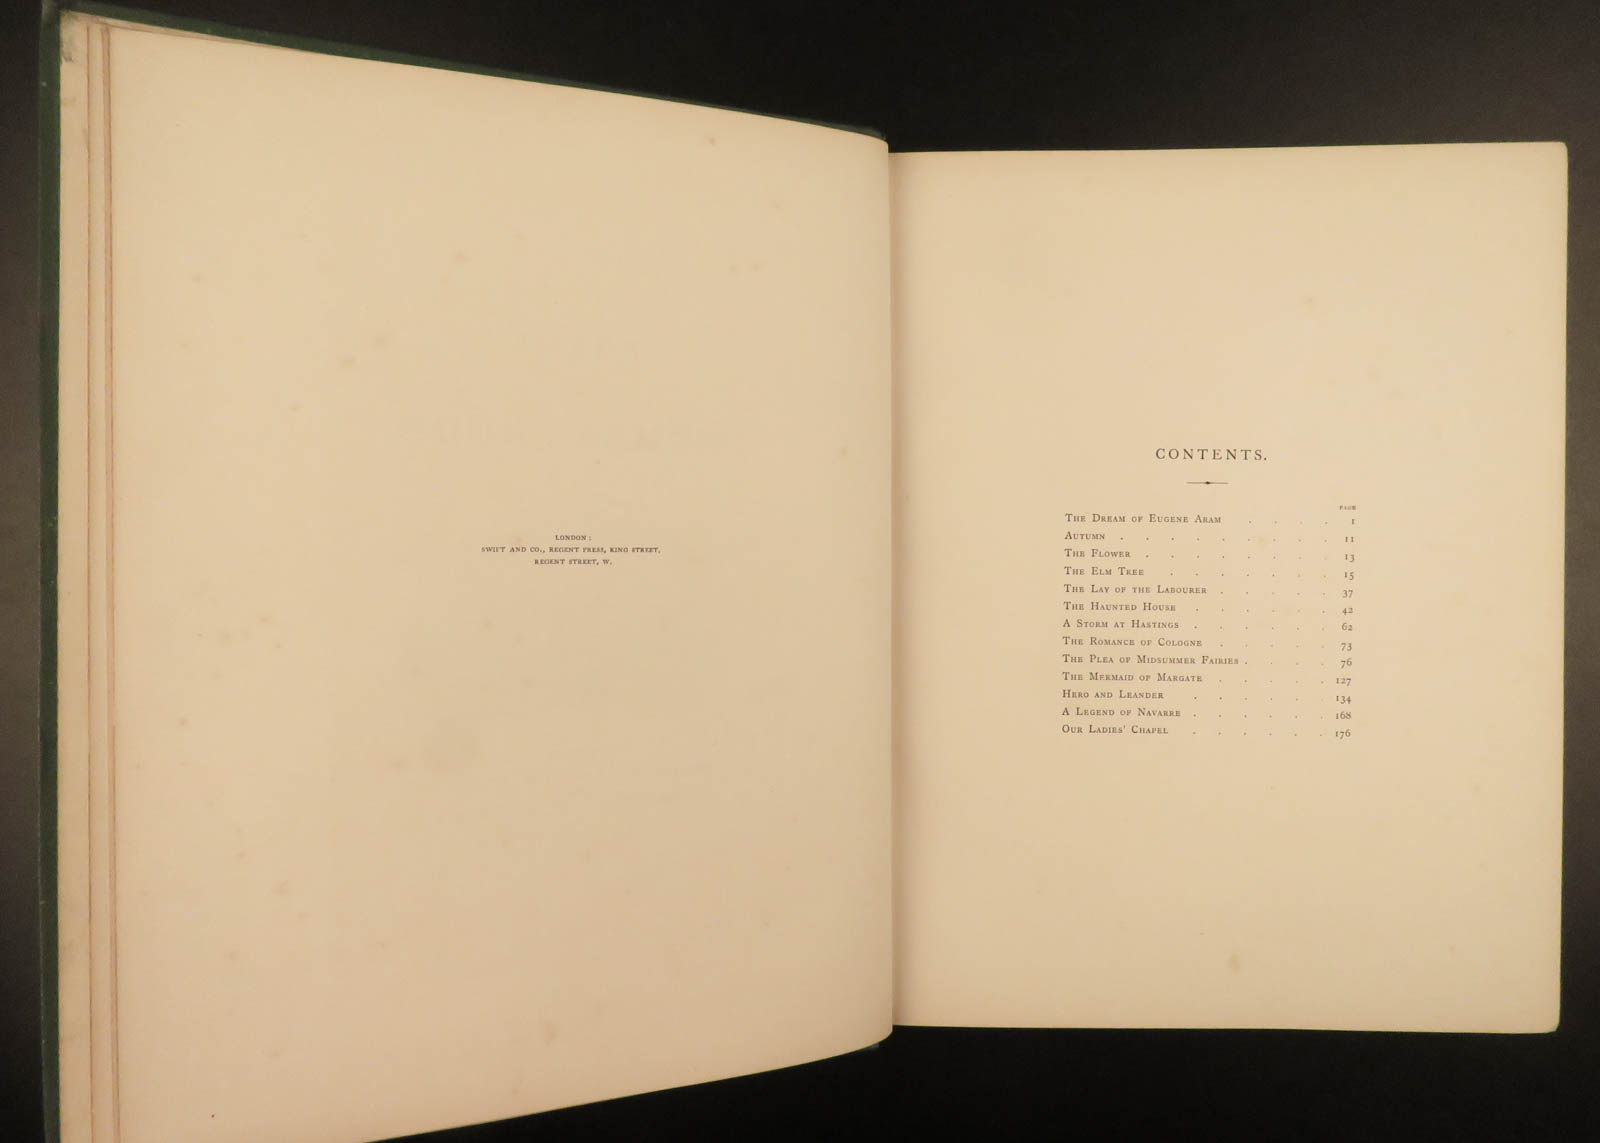 LONDON:
SWIFT AND CO., REGENT PRESS, KING STREET,
REGENT STREET, W.
CONTENTS.
PAGE
The Dream of Eugene Aram . . . . 1
Autumn . . . . . . . . . 11
The Flower . . . . . . . . 13
The Elm Tree . . . . . . . 15
The Lay of the Labourer . . . . . 37
The Haunted House . . . . . . 42
A Storm at Hastings . . . . . . 62
The Romance of Cologne . . . . . 73
The Plea of Midsummer Fairies . . . . 76
The Mermaid of Margate . . . . . 127
Hero and Leander . . . . . . 134
A Legend of Navarre . . . . . . 168
Our Ladies' Chapel . . . . . . 176